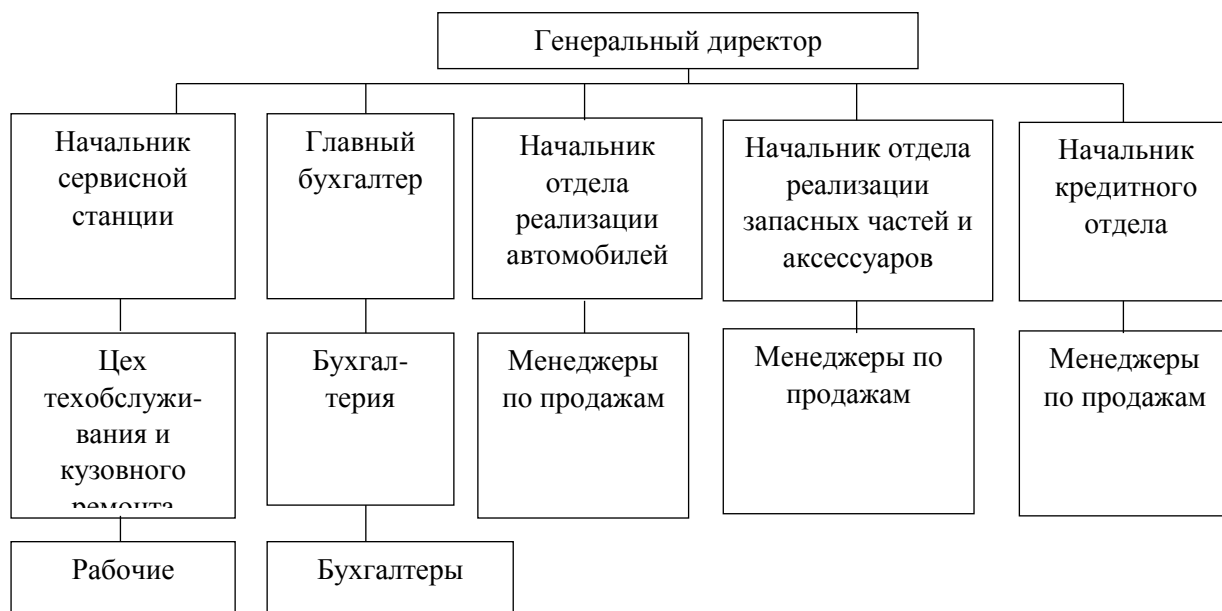 Генеральный директор
Начальник
сервисной
станции
Главный
бухгалтер
Начальник
отдела
реализации
автомобилей
Начальник отдела
реализации
запасных частей и
аксессуаров
Начальник
кредитного
отдела
Цех
техобслужи-
вания и
кузовного
ремонта
Бухгал-
терия
Менеджеры
по продажам
Менеджеры по
продажам
Менеджеры
по продажам
Рабочие
Бухгалтеры